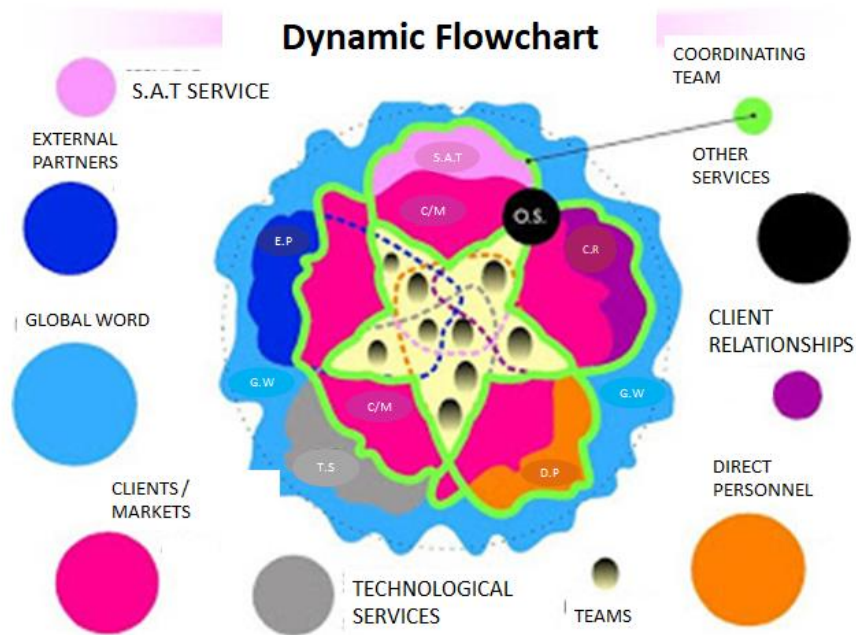 Dynamic Flowchart
S.A.T SERVICE
COORDINATING
TEAM
EXTERNAL
PARTNERS
OTHER
SERVICES
S.A.T
C/M
O.S.
E.P
C.R
GLOBAL WORD
CLIENT
RELATIONSHIPS
G.W
G.W
C/M
T.S
D.P
CLIENTS /
MARKETS
DIRECT
PERSONNEL
TECHNOLOGICAL
SERVICES
TEAMS